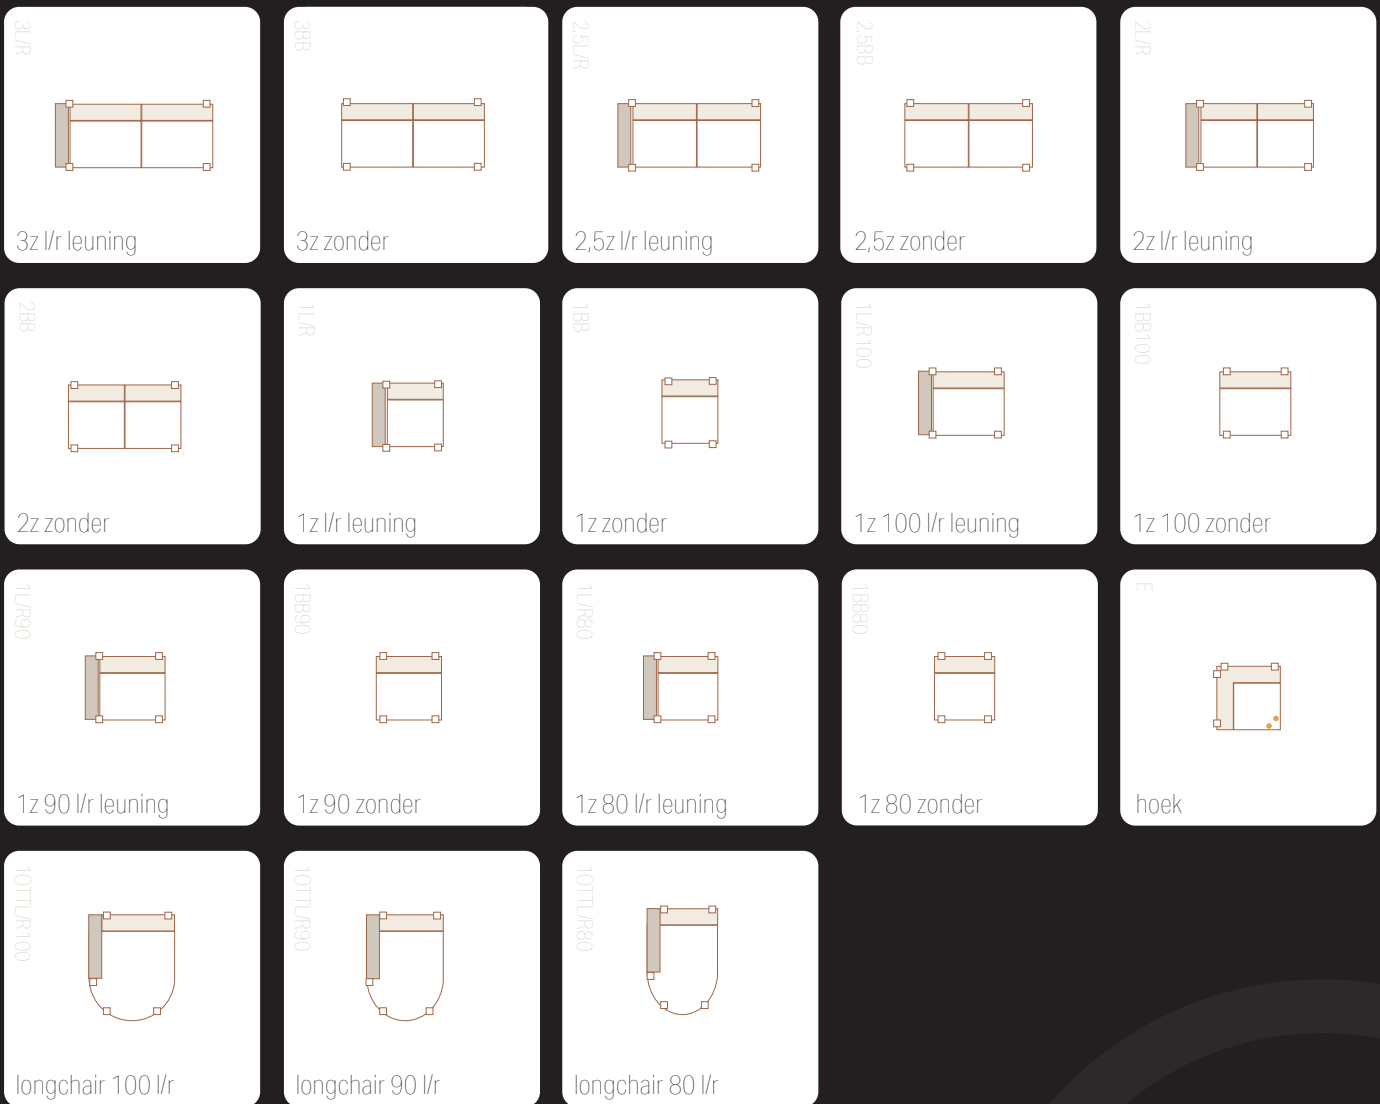 3L/R
3z l/r leuning
3BB
3z zonder
2,5L/R
2,5z l/r leuning
2,5BB
2,5z zonder
2L/R
2z l/r leuning
2BB
2z zonder
1L/R
1z l/r leuning
1BB
1z zonder
1L/R100
1z 100 l/r leuning
1BB100
1z 100 zonder
1L/R90
1z 90 l/r leuning
1BB90
1z 90 zonder
1L/R80
1z 80 l/r leuning
1BB80
1z 80 zonder
E
hoek
10TTL/R100
longchair 100 l/r
10TTL/R90
longchair 90 l/r
10TTL/R80
longchair 80 l/r